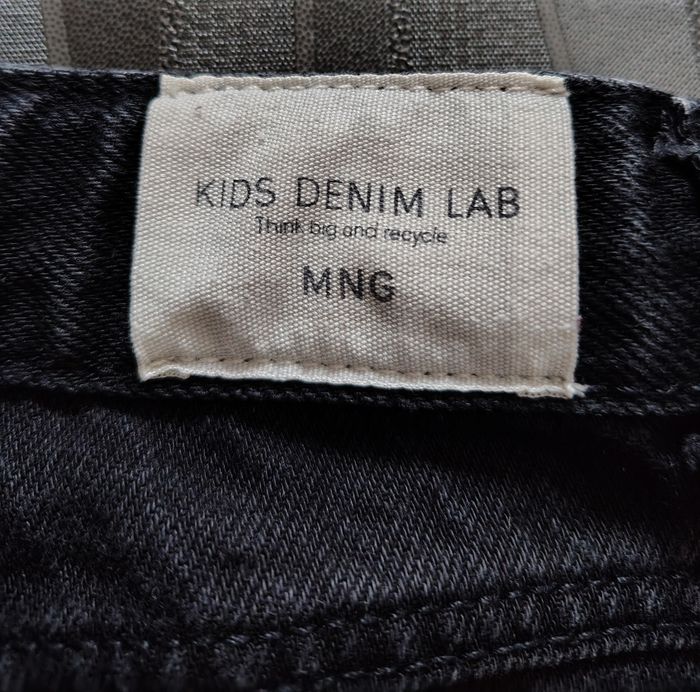 KIDS DENIM LAB
Think big and recycle
MNG